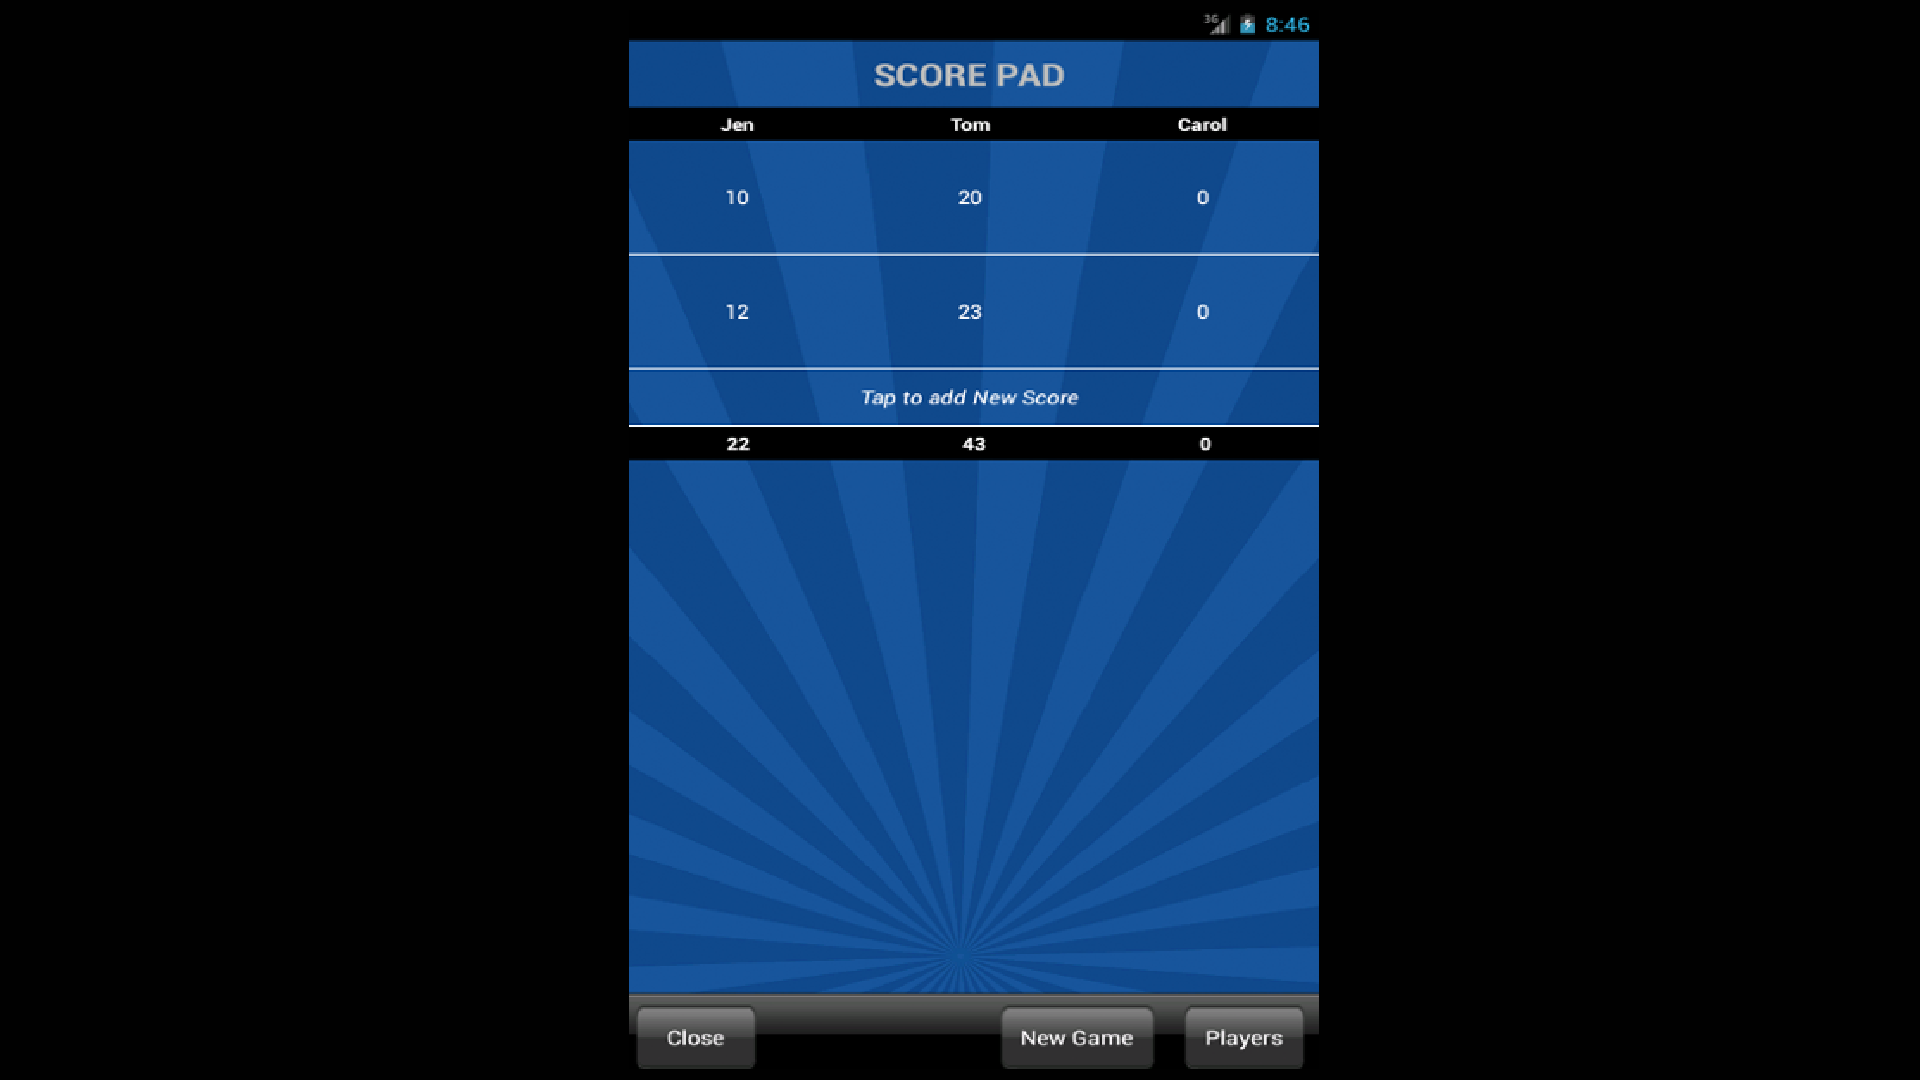 3G 8:46
SCORE PAD
Jen Tom Carol
10 20 0
12 23 0
Tap to add New Score
22 43 0
Close New Game Players